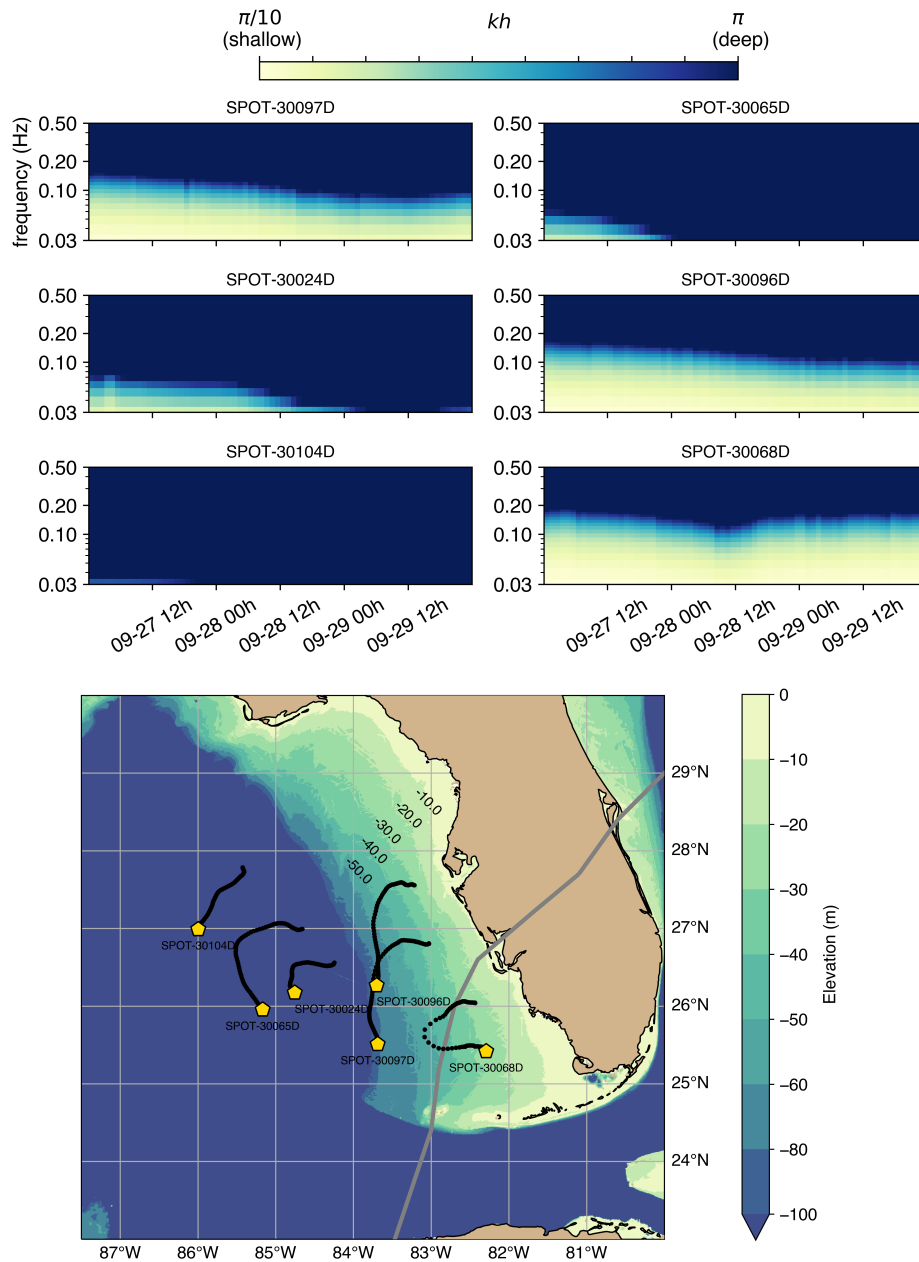 π/10 kh π
(shallow) (deep)
SPOT-30097D SPOT-30065D
frequency (Hz)
0.50 0.50
0.20 0.20
0.10 0.10
0.03 0.03
SPOT-30024D SPOT-30096D
0.50 0.50
0.20 0.20
0.10 0.10
0.03 0.03
SPOT-30104D SPOT-30068D
0.50 0.50
0.20 0.20
0.10 0.10
0.03 0.03
09-27 12h 09-28 00h 09-28 12h 09-29 00h 09-29 12h 09-27 12h 09-28 00h 09-28 12h 09-29 00h 09-29 12h
-10.0
-20.0
-30.0
-40.0
-50.0
SPOT-30104D
SPOT-30065D
SPOT-30024D
SPOT-30096D
SPOT-30097D
SPOT-30068D
29°N
28°N
27°N
26°N
25°N
24°N
87°W 86°W 85°W 84°W 83°W 82°W 81°W
0
−10
−20
−30
−40
−50
−60
−80
−100
Elevation (m)